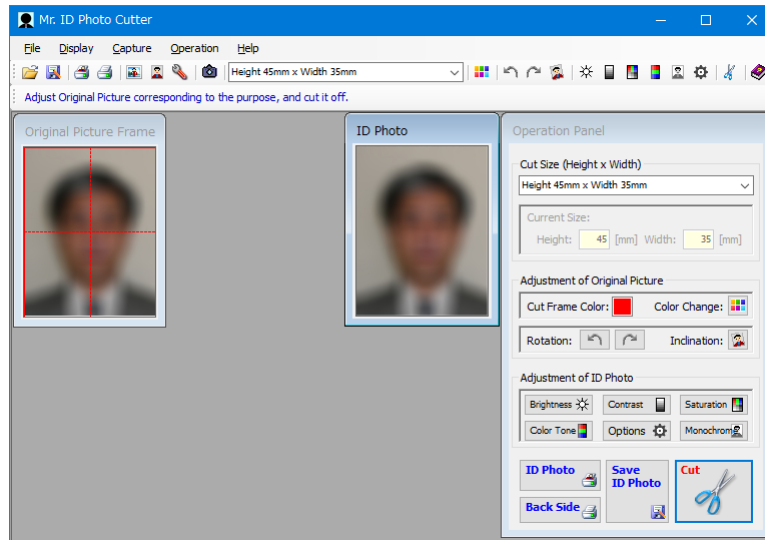 Mr. ID Photo Cutter
File Display Capture Operation Help
Height 45mm x Width 35mm
Adjust Original Picture corresponding to the purpose, and cut it off.
Original Picture Frame
ID Photo
Operation Panel
Cut Size (Height x Width)
Height 45mm x Width 35mm
Current Size:
Height: 45 [mm] Width: 35 [mm]
Adjustment of Original Picture
Cut Frame Color: Color Change:
Rotation: Inclination:
Adjustment of ID Photo
Brightness Contrast Saturation
Color Tone Options Monochrom
ID Photo
Save
ID Photo
Cut
Back Side